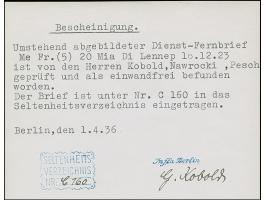 Bescheinigung.
Umstehend abgebildeter Dienst-Fernbrief
Me Fr.(5) 20 Mia Di Lennep 10.12.23
ist von den Herren Kobold,Nawrocki ,Pesch
geprüft und als einwandfrei befunden
worden.
Der Brief ist unter Nr. C 160 in das
Seltenheitsverzeichnis eingetragen.
Berlin,den 1.4.36
SELTENHEITS
VERZEICHNIS
NR. C 160
Infla Berlin
G. Kobold